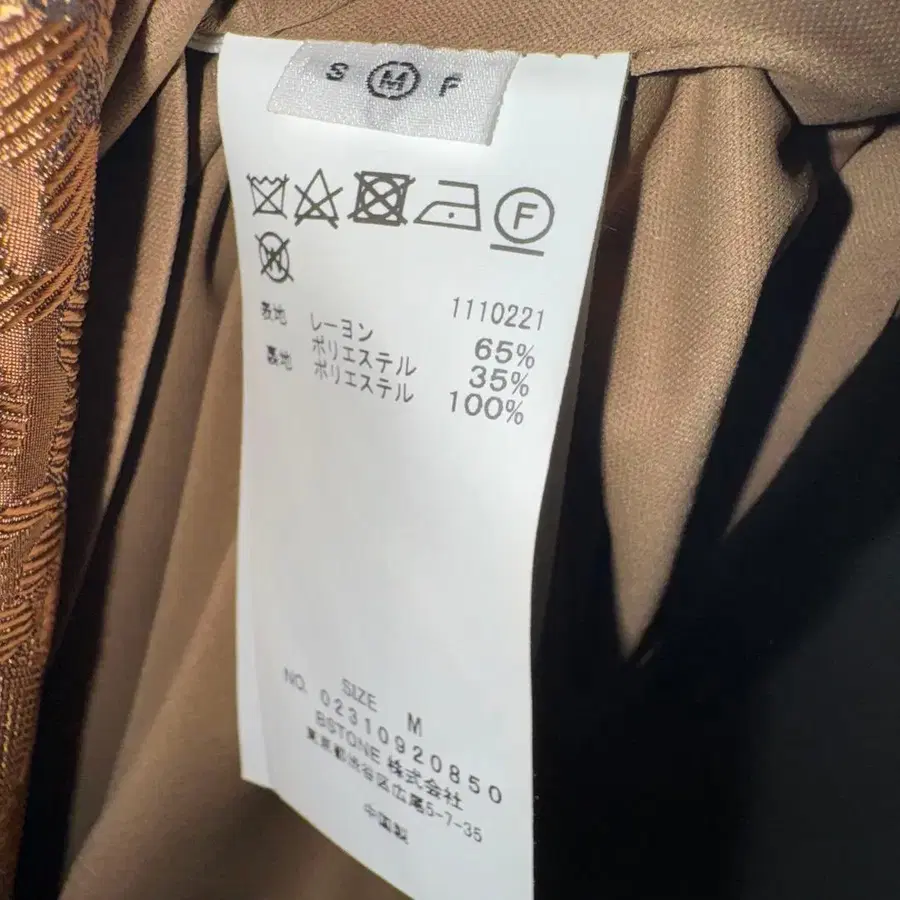 S M F
F
W
1110221
表地 レーヨン 65%
ポリエステル 35%
裏地 ポリエステル 100%
SIZE M
NO. 02310920850
BSTONE 株式会社
東京都渋谷区広尾5-7-35
中国製